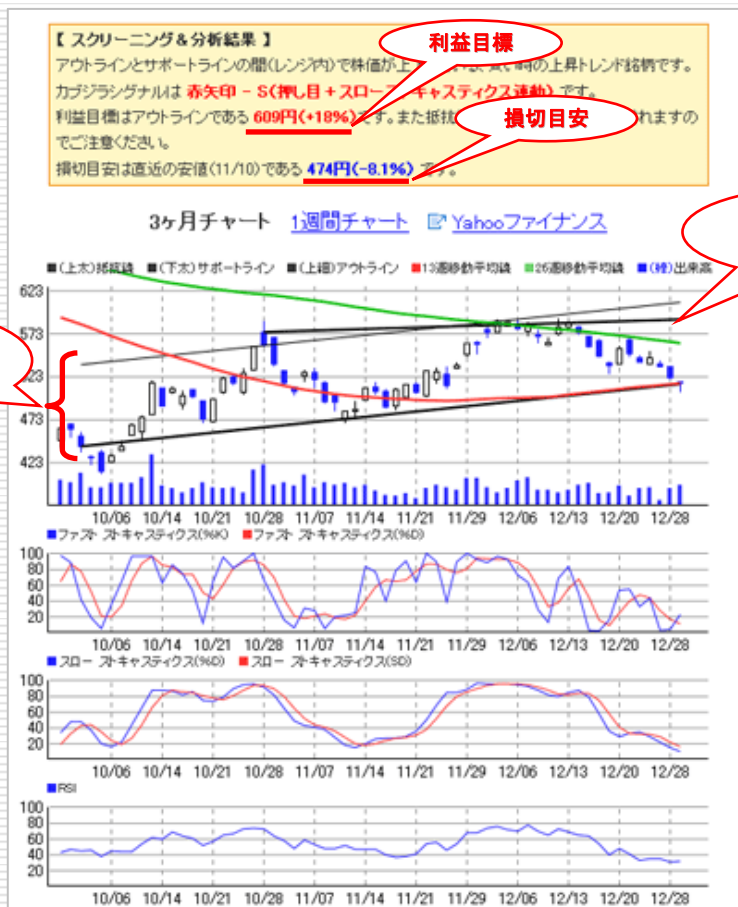 【 スクリーニング＆分析結果 】
利益目標
アウトラインとサポートラインの間(レンジ内)で株価が上 時の上昇トレンド銘柄です。
カブジラシグナルは 赤矢印 － S(押し目＋スロー キャスティクス連動) です。
利益目標はアウトラインである 609円(+18%)です。また抵抗 れますの
でご注意ください。
損切目安
損切目安は直近の安値(11/10)である 474円(-8.1%) です。
3ヶ月チャート 1週間チャート Yahooファイナンス
■(上太)抵抗線 ■(下太)サポートライン ■(上細)アウトライン ■13週移動平均線 ■26週移動平均線 ■(棒)出来高
623
573
523
473
423
10/06 10/14 10/21 10/28 11/07 11/14 11/21 11/29 12/06 12/13 12/20 12/28
■ファスト ストキャスティクス(%K) ■ファスト ストキャスティクス(%D)
100
80
60
40
20
10/06 10/14 10/21 10/28 11/07 11/14 11/21 11/29 12/06 12/13 12/20 12/28
■スロー ストキャスティクス(%D) ■スロー ストキャスティクス(SD)
100
80
60
40
20
10/06 10/14 10/21 10/28 11/07 11/14 11/21 11/29 12/06 12/13 12/20 12/28
■RSI
100
80
60
40
20
10/06 10/14 10/21 10/28 11/07 11/14 11/21 11/29 12/06 12/13 12/20 12/28